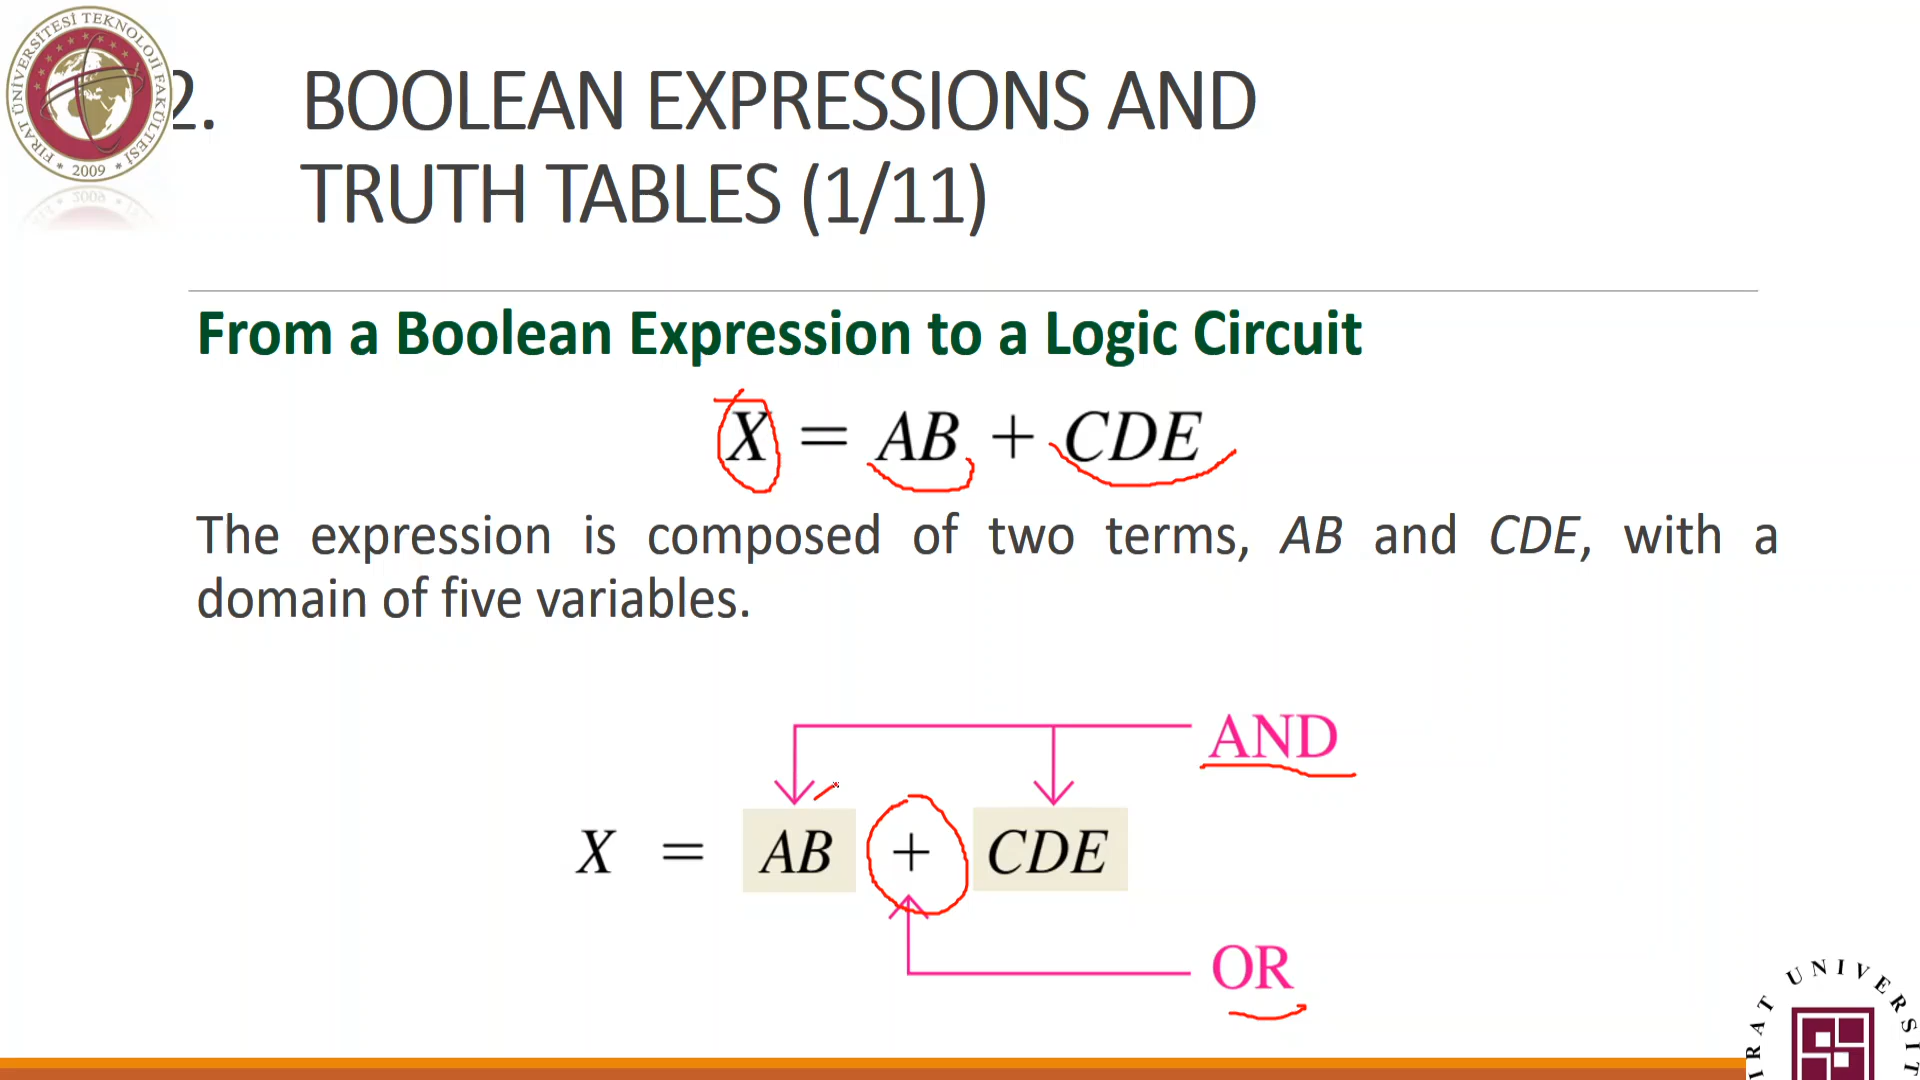 FIRAT ÜNİVERSİTESİ TEKNOLOJİ FAKÜLTESİ
* 2009 *
2. BOOLEAN EXPRESSIONS AND
TRUTH TABLES (1/11)
From a Boolean Expression to a Logic Circuit
X = AB + CDE
The expression is composed of two terms, AB and CDE, with a
domain of five variables.
AND
X = AB + CDE
OR